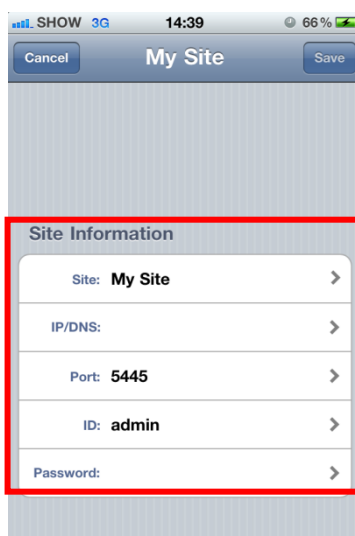 SHOW 3G 14:39 66%
Cancel My Site Save
Site Information
Site: My Site
IP/DNS:
Port: 5445
ID: admin
Password: